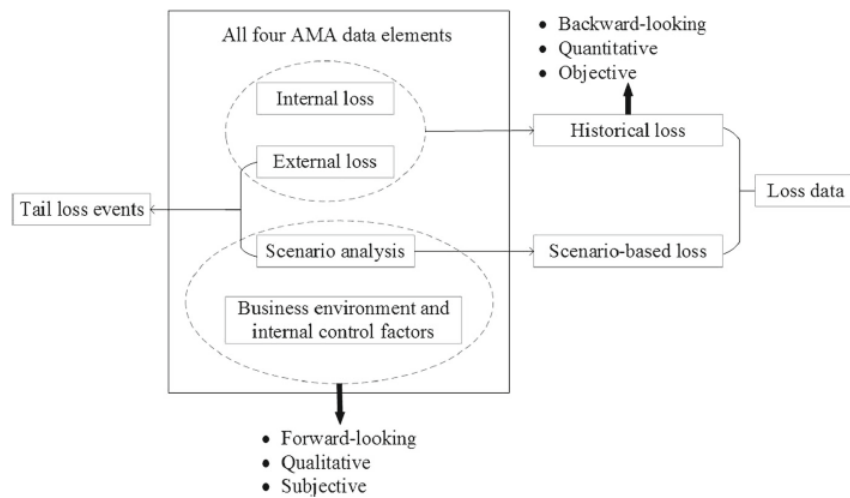 All four AMA data elements
Internal loss
External loss
Scenario analysis
Business environment and
internal control factors
Tail loss events
• Backward-looking
• Quantitative
• Objective
Historical loss
Scenario-based loss
Loss data
• Forward-looking
• Qualitative
• Subjective